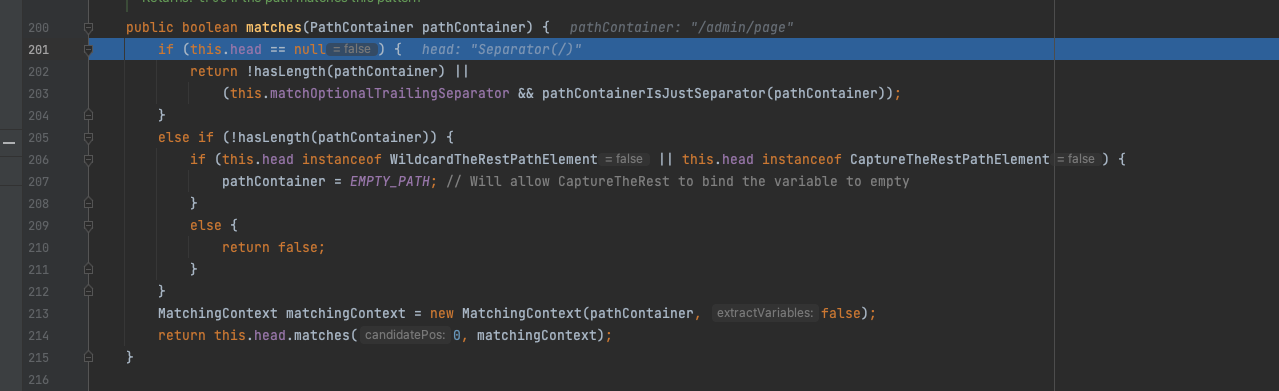 Returns: true if the path matches this pattern
200 public boolean matches(PathContainer pathContainer) { pathContainer: "/admin/page"
201 if (this.head == null = false ) { head: "Separator(/)"
202 return !hasLength(pathContainer) ||
203 (this.matchOptionalTrailingSeparator && pathContainerIsJustSeparator(pathContainer));
204 }
205 else if (!hasLength(pathContainer)) {
206 if (this.head instanceof WildcardTheRestPathElement = false || this.head instanceof CaptureTheRestPathElement = false ) {
207 pathContainer = EMPTY_PATH; // Will allow CaptureTheRest to bind the variable to empty
208 }
209 else {
210 return false;
211 }
212 }
213 MatchingContext matchingContext = new MatchingContext(pathContainer, extractVariables: false);
214 return this.head.matches( candidatePos: 0, matchingContext);
215 }
216